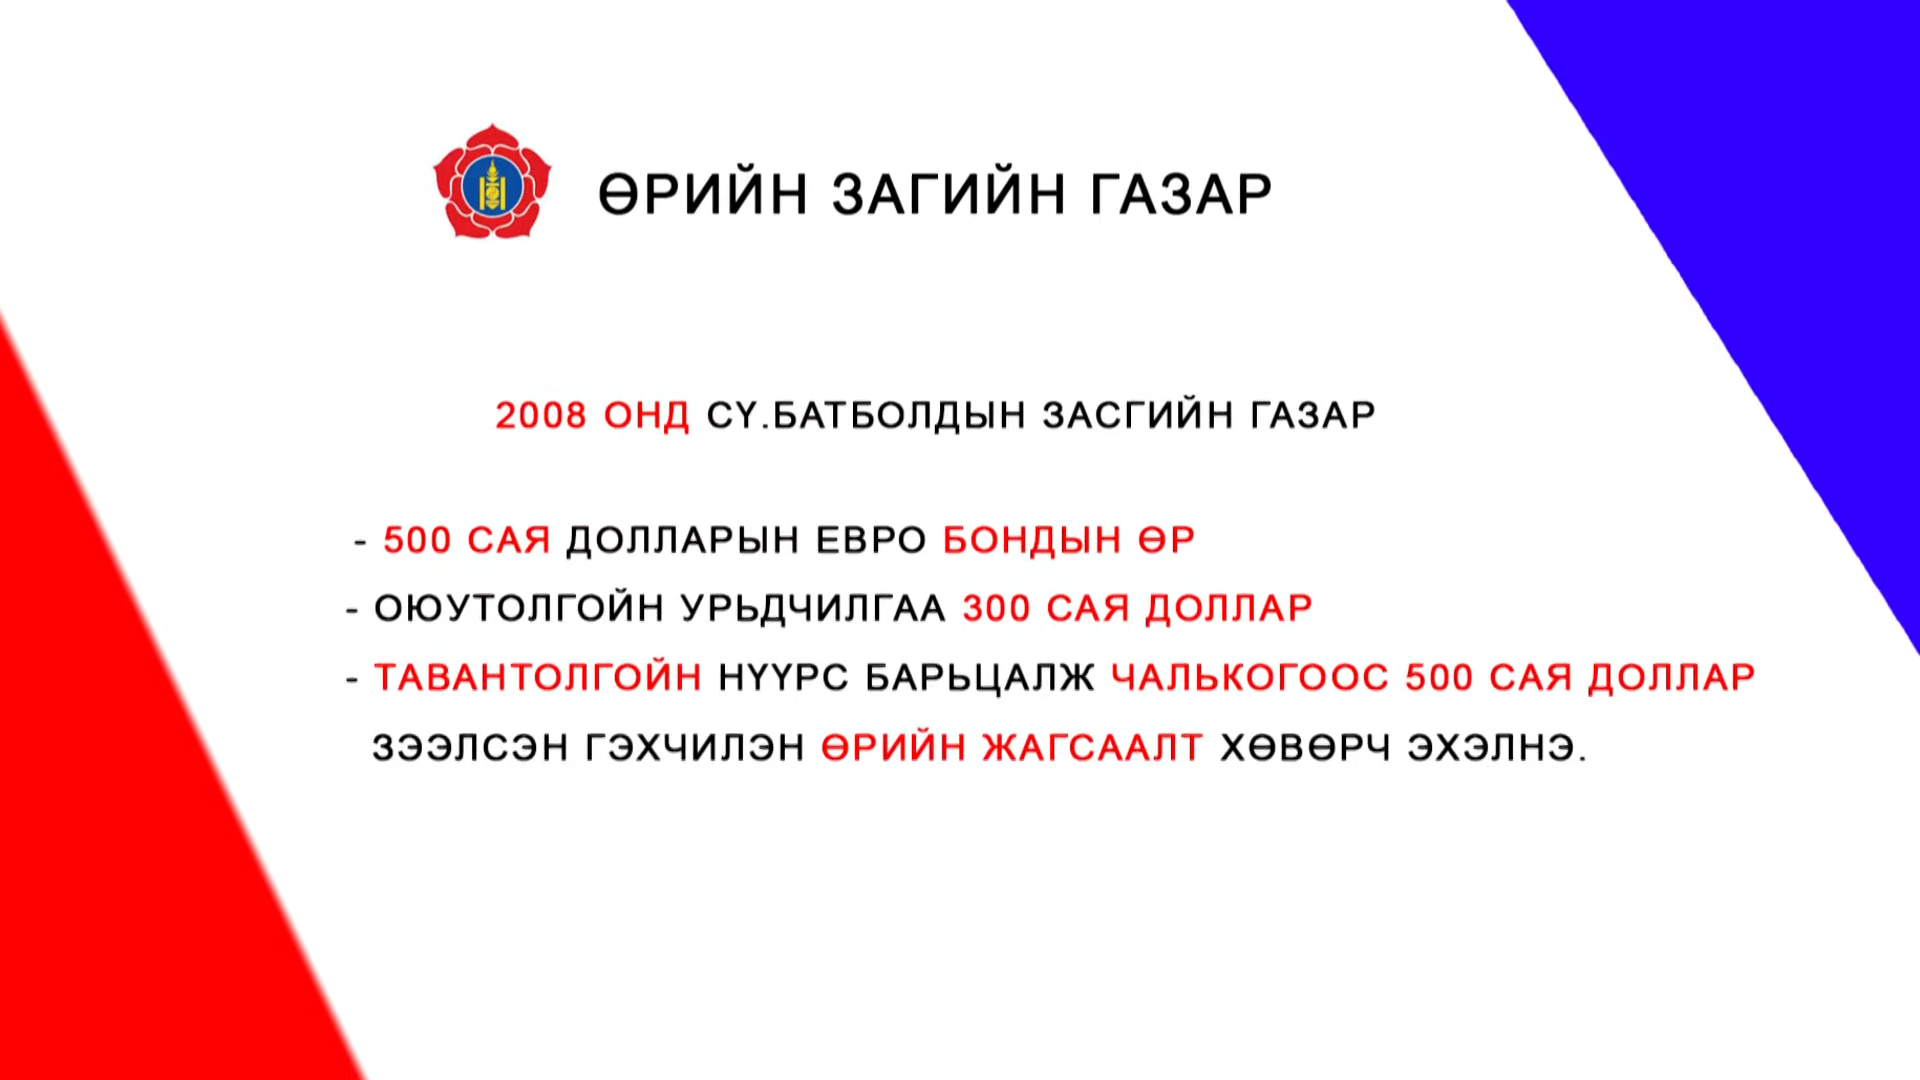 ӨРИЙН ЗАГИЙН ГАЗАР
2008 ОНД СҮ.БАТБОЛДЫН ЗАСГИЙН ГАЗАР
- 500 САЯ ДОЛЛАРЫН ЕВРО БОНДЫН ӨР
- ОЮУТОЛГОЙН УРЬДЧИЛГАА 300 САЯ ДОЛЛАР
- ТАВАНТОЛГОЙН НҮҮРС БАРЬЦАЛЖ ЧАЛЬКОГООС 500 САЯ ДОЛЛАР
ЗЭЭЛСЭН ГЭХЧИЛЭН ӨРИЙН ЖАГСААЛТ ХӨВӨРЧ ЭХЭЛНЭ.